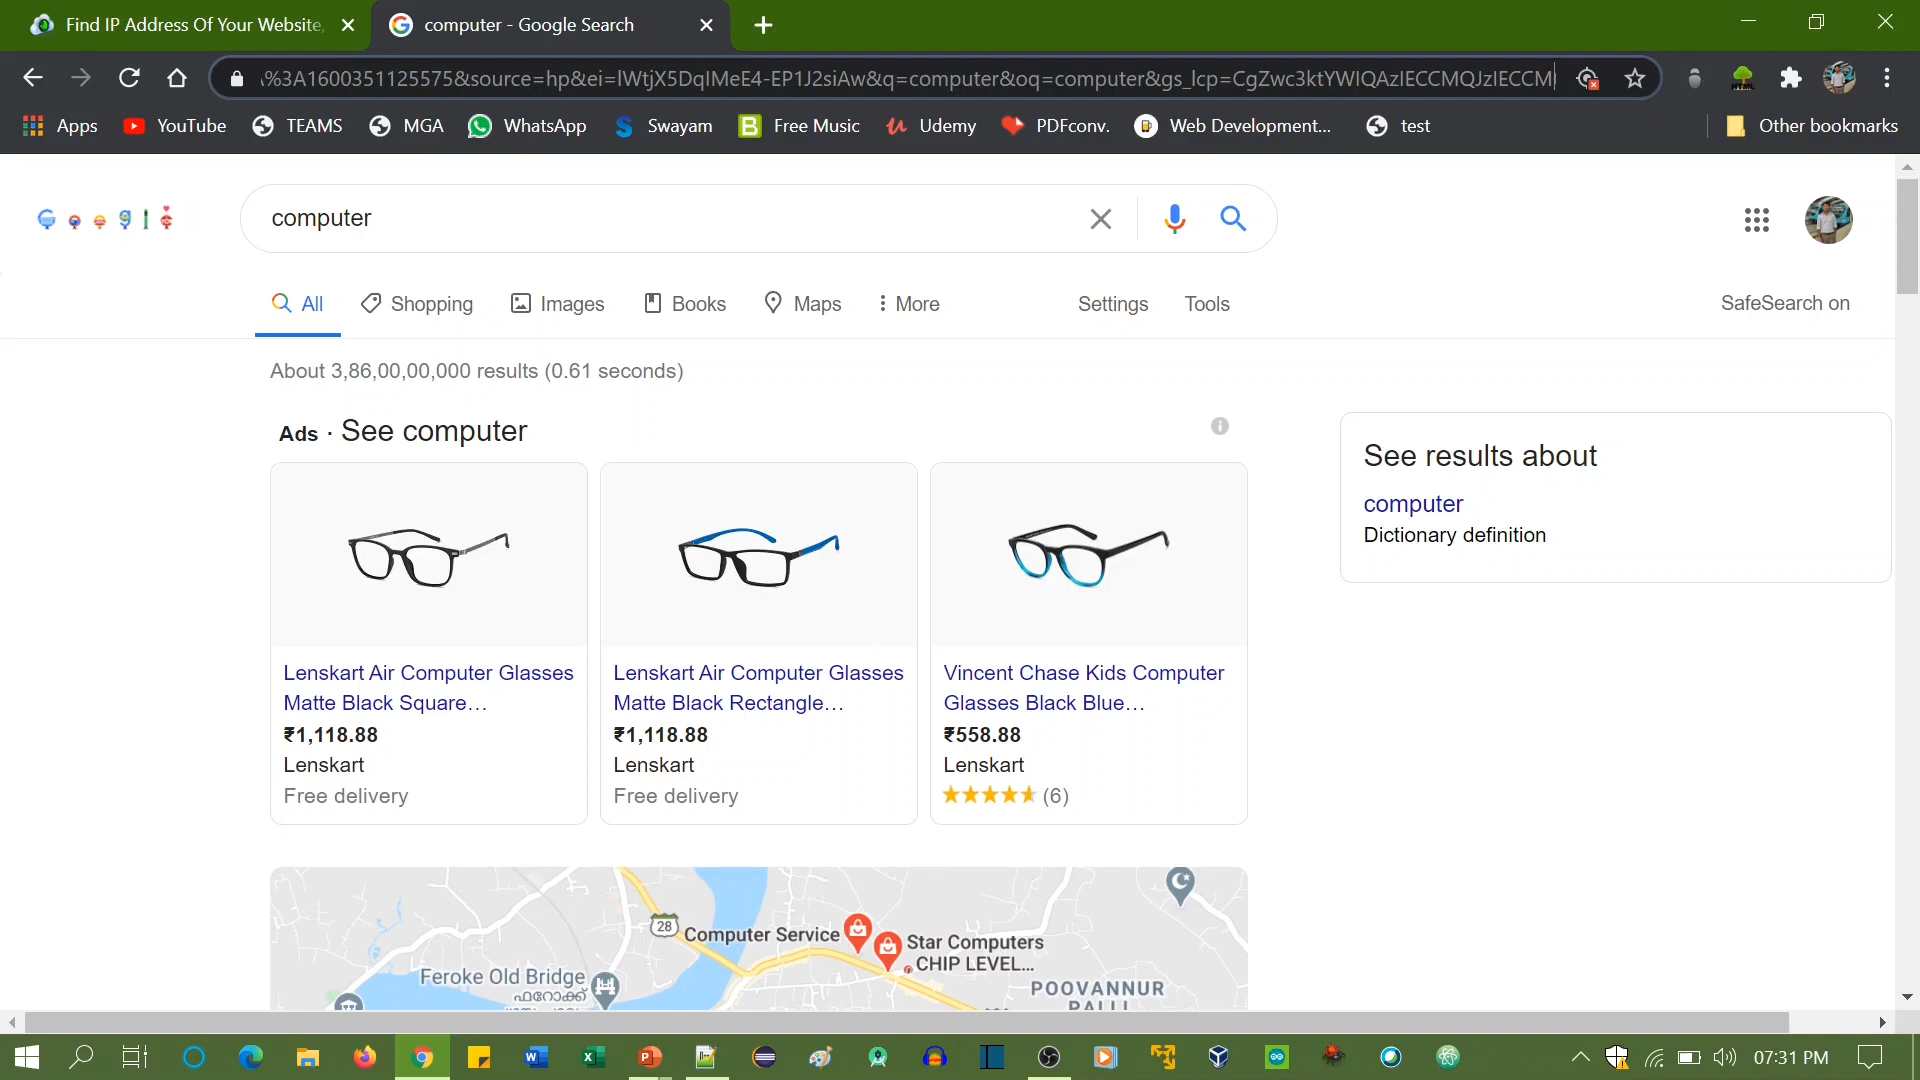 Find IP Address Of Your Website,
computer - Google Search
%3A1600351125575&source=hp&ei=lWtjX5DqIMeE4-EP1J2siAw&q=computer&oq=computer&gs_lcp=CgZwc3ktYWIQAzIECCMQJzIECCM
Apps YouTube TEAMS MGA WhatsApp Swayam Free Music Udemy PDFconv. Web Development... test Other bookmarks
Google
computer
All Shopping Images Books Maps More Settings Tools SafeSearch on
About 3,86,00,00,000 results (0.61 seconds)
Ads · See computer
Lenskart Air Computer Glasses
Matte Black Square...
₹1,118.88
Lenskart
Free delivery
Lenskart Air Computer Glasses
Matte Black Rectangle...
₹1,118.88
Lenskart
Free delivery
Vincent Chase Kids Computer
Glasses Black Blue...
₹558.88
Lenskart
(6)
See results about
computer
Dictionary definition
28
Computer Service
Star Computers
CHIP LEVEL...
Feroke Old Bridge
ഫറോക്ക്
POOVANNUR
PALLI
07:31 PM